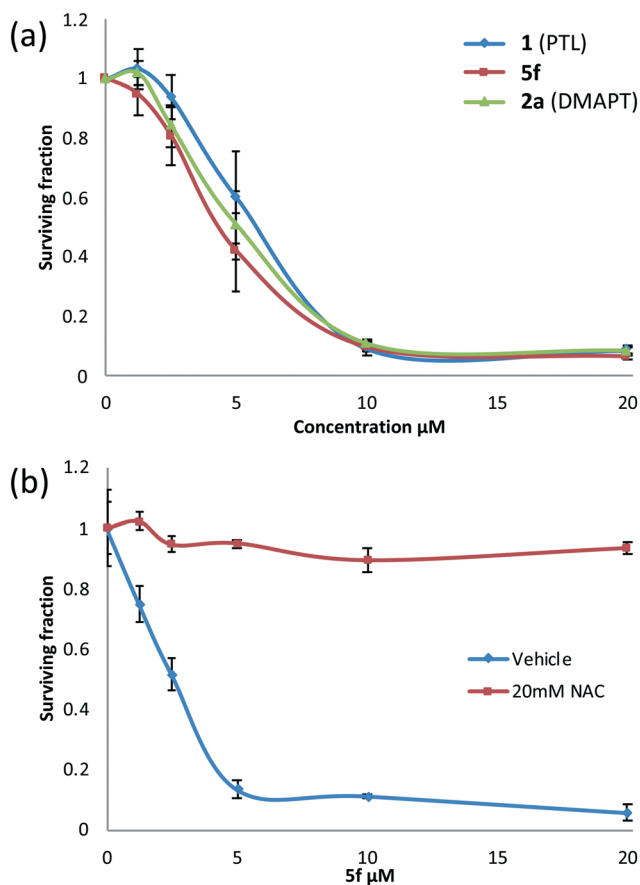 (a)
1.2
1
0.8
0.6
0.4
0.2
0
Surviving fraction
0 5 10 15 20
Concentration µM
1 (PTL)
5f
2a (DMAPT)
(b)
1.2
1
0.8
0.6
0.4
0.2
0
Surviving fraction
0 5 10 15 20
5f µM
Vehicle
20mM NAC